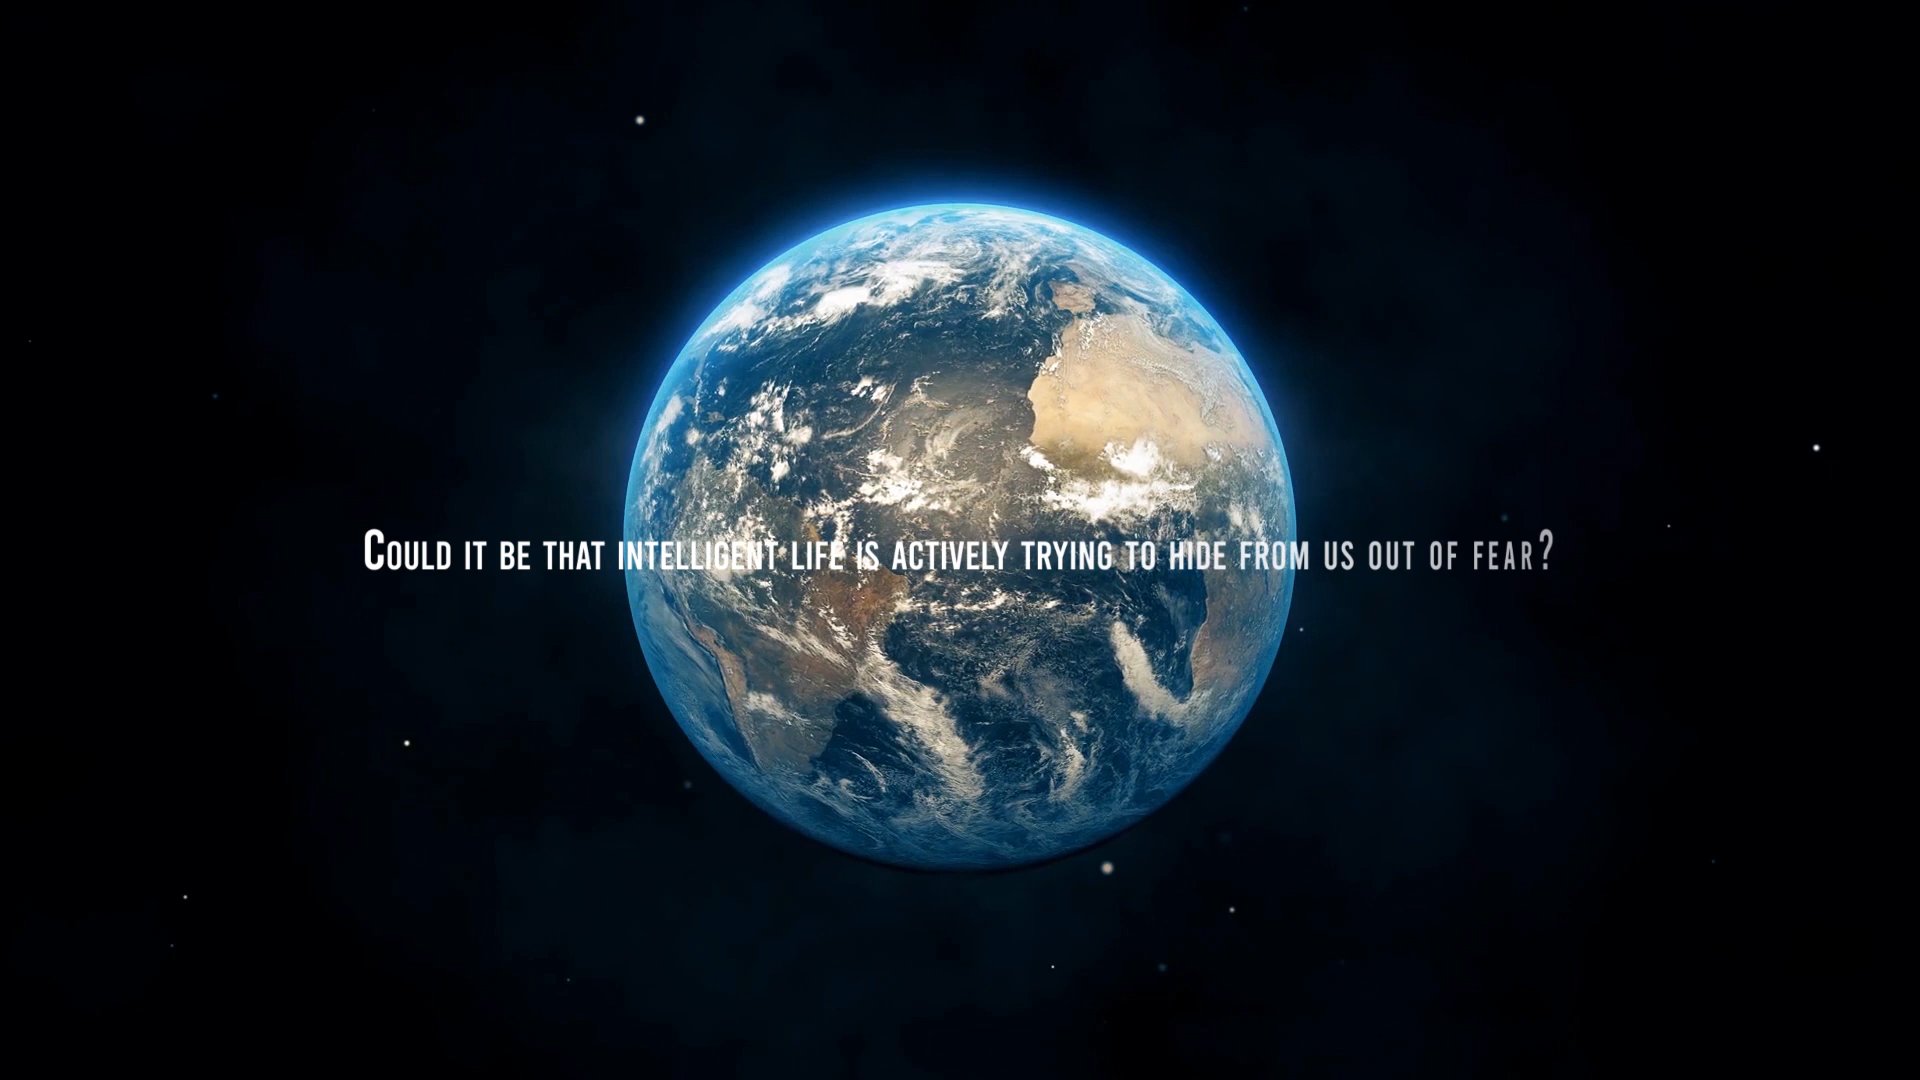 Could it be that intelligent life is actively trying to hide from us out of fear?